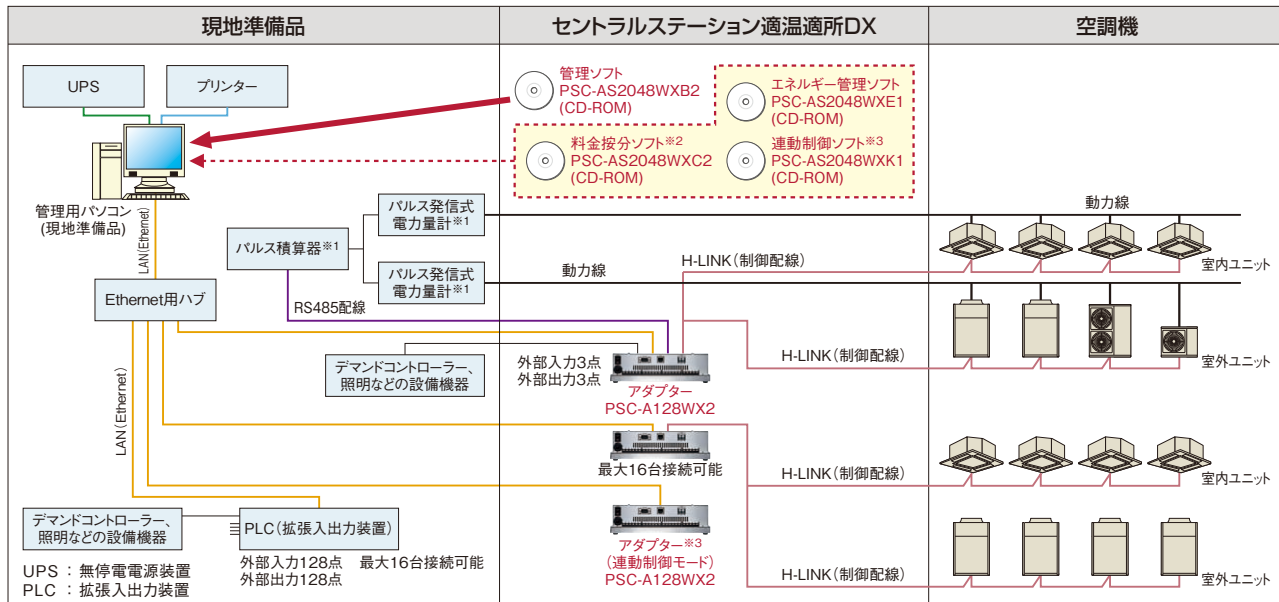 現地準備品
セントラルステーション適温適所DX
空調機
UPS
プリンター
管理用パソコン
(現地準備品)
管理ソフト
PSC-AS2048WXB2
(CD-ROM)
エネルギー管理ソフト
PSC-AS2048WXE1
(CD-ROM)
料金按分ソフト※2
PSC-AS2048WXC2
(CD-ROM)
連動制御ソフト※3
PSC-AS2048WXK1
(CD-ROM)
LAN(Ethernet)
パルス積算器※1
パルス発信式
電力量計※1
パルス発信式
電力量計※1
動力線
動力線
H-LINK(制御配線)
室内ユニット
Ethernet用ハブ
RS485配線
LAN(Ethernet)
デマンドコントローラー、
照明などの設備機器
外部入力3点
外部出力3点
アダプター
PSC-A128WX2
H-LINK(制御配線)
室外ユニット
最大16台接続可能
H-LINK(制御配線)
室内ユニット
デマンドコントローラー、
照明などの設備機器
PLC(拡張入出力装置)
外部入力128点
外部出力128点
最大16台接続可能
アダプター※3
(連動制御モード)
PSC-A128WX2
H-LINK(制御配線)
室外ユニット
UPS : 無停電電源装置
PLC : 拡張入出力装置